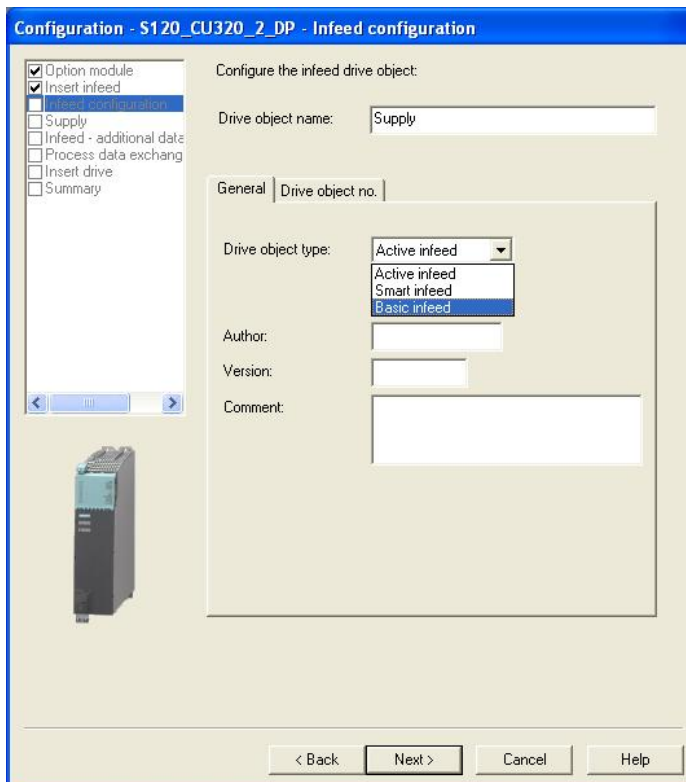 Configuration - S120_CU320_2_DP - Infeed configuration
Option module
Insert infeed
Infeed configuration
Supply
Infeed - additional data
Process data exchang
Insert drive
Summary
Configure the infeed drive object:
Drive object name: Supply
General Drive object no.
Drive object type: Active infeed
Active infeed
Smart infeed
Basic infeed
Author:
Version:
Comment:
< Back Next > Cancel Help